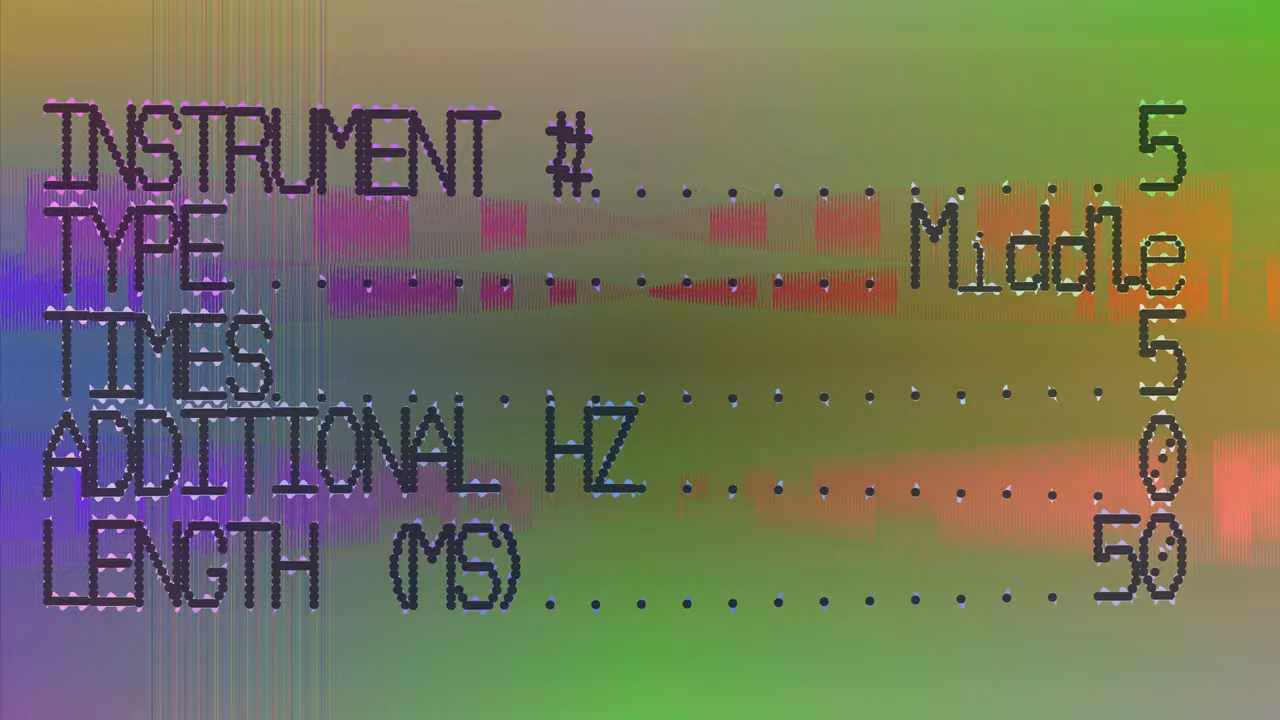 INSTRUMENT #............5
TYPE...............Middle
TIMES...................5
ADDITIONAL HZ...........0
LENGTH (MS)............50